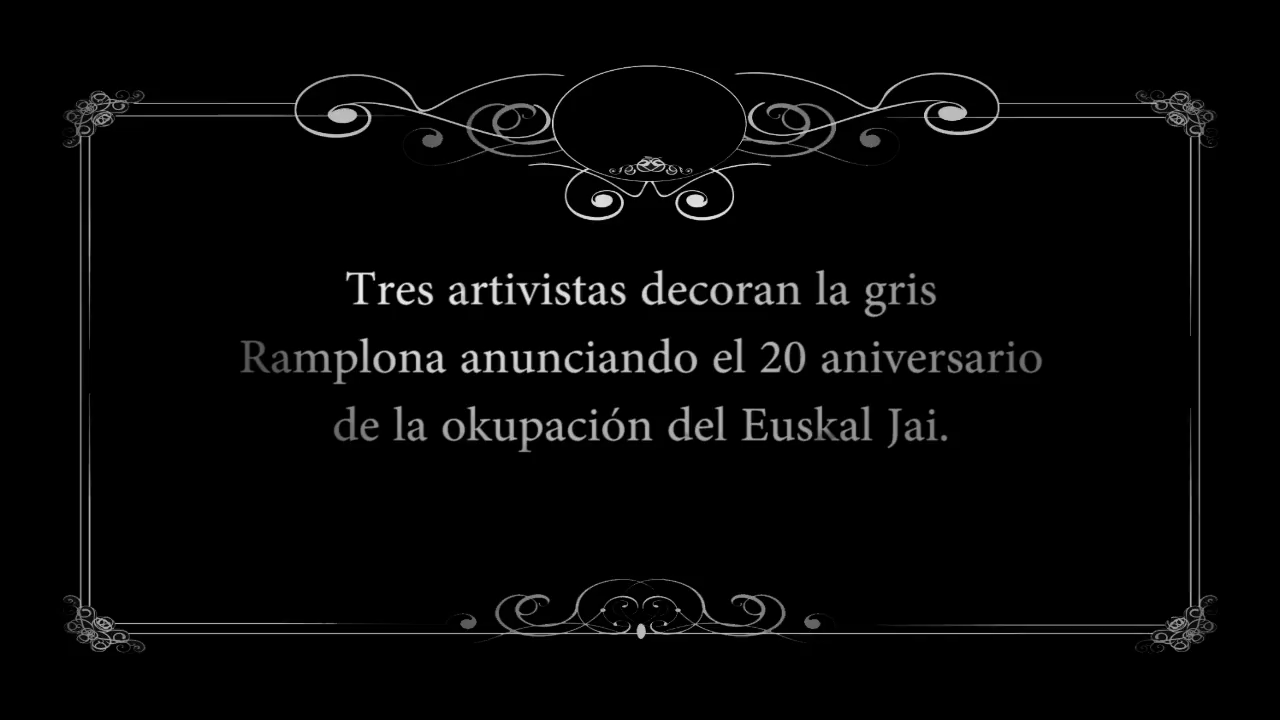 Tres artivistas decoran la gris
Ramplona anunciando el 20 aniversario
de la okupación del Euskal Jai.